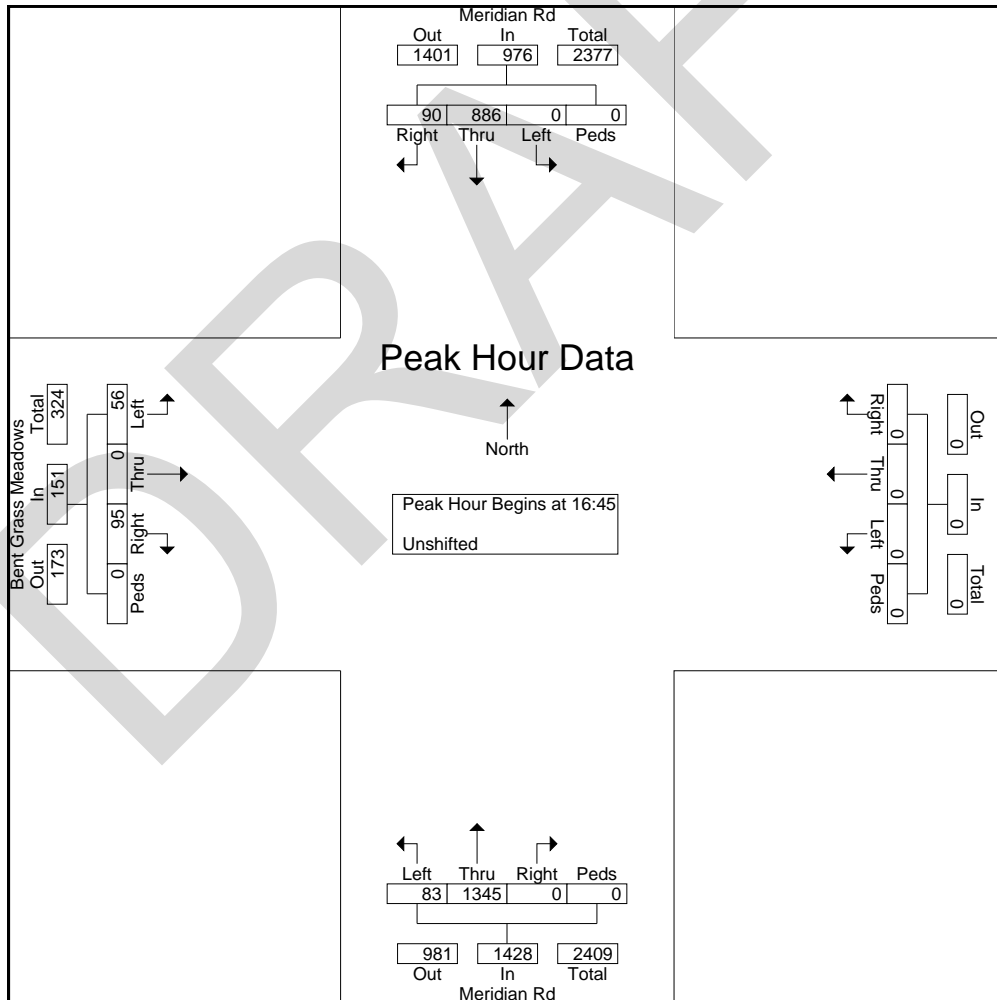 Meridian Rd
Out In Total
1401 976 2377
90 886 0 0
Right Thru Left Peds
Peak Hour Data
North
Peak Hour Begins at 16:45
Unshifted
Bent Grass Meadows
Out In Total
173 151 324
56 0 95 0
Left Thru Right Peds
Right Thru Left Peds
0 0 0 0
Out In Total
0 0 0
Left Thru Right Peds
83 1345 0 0
981 1428 2409
Out In Total
Meridian Rd
DRAF